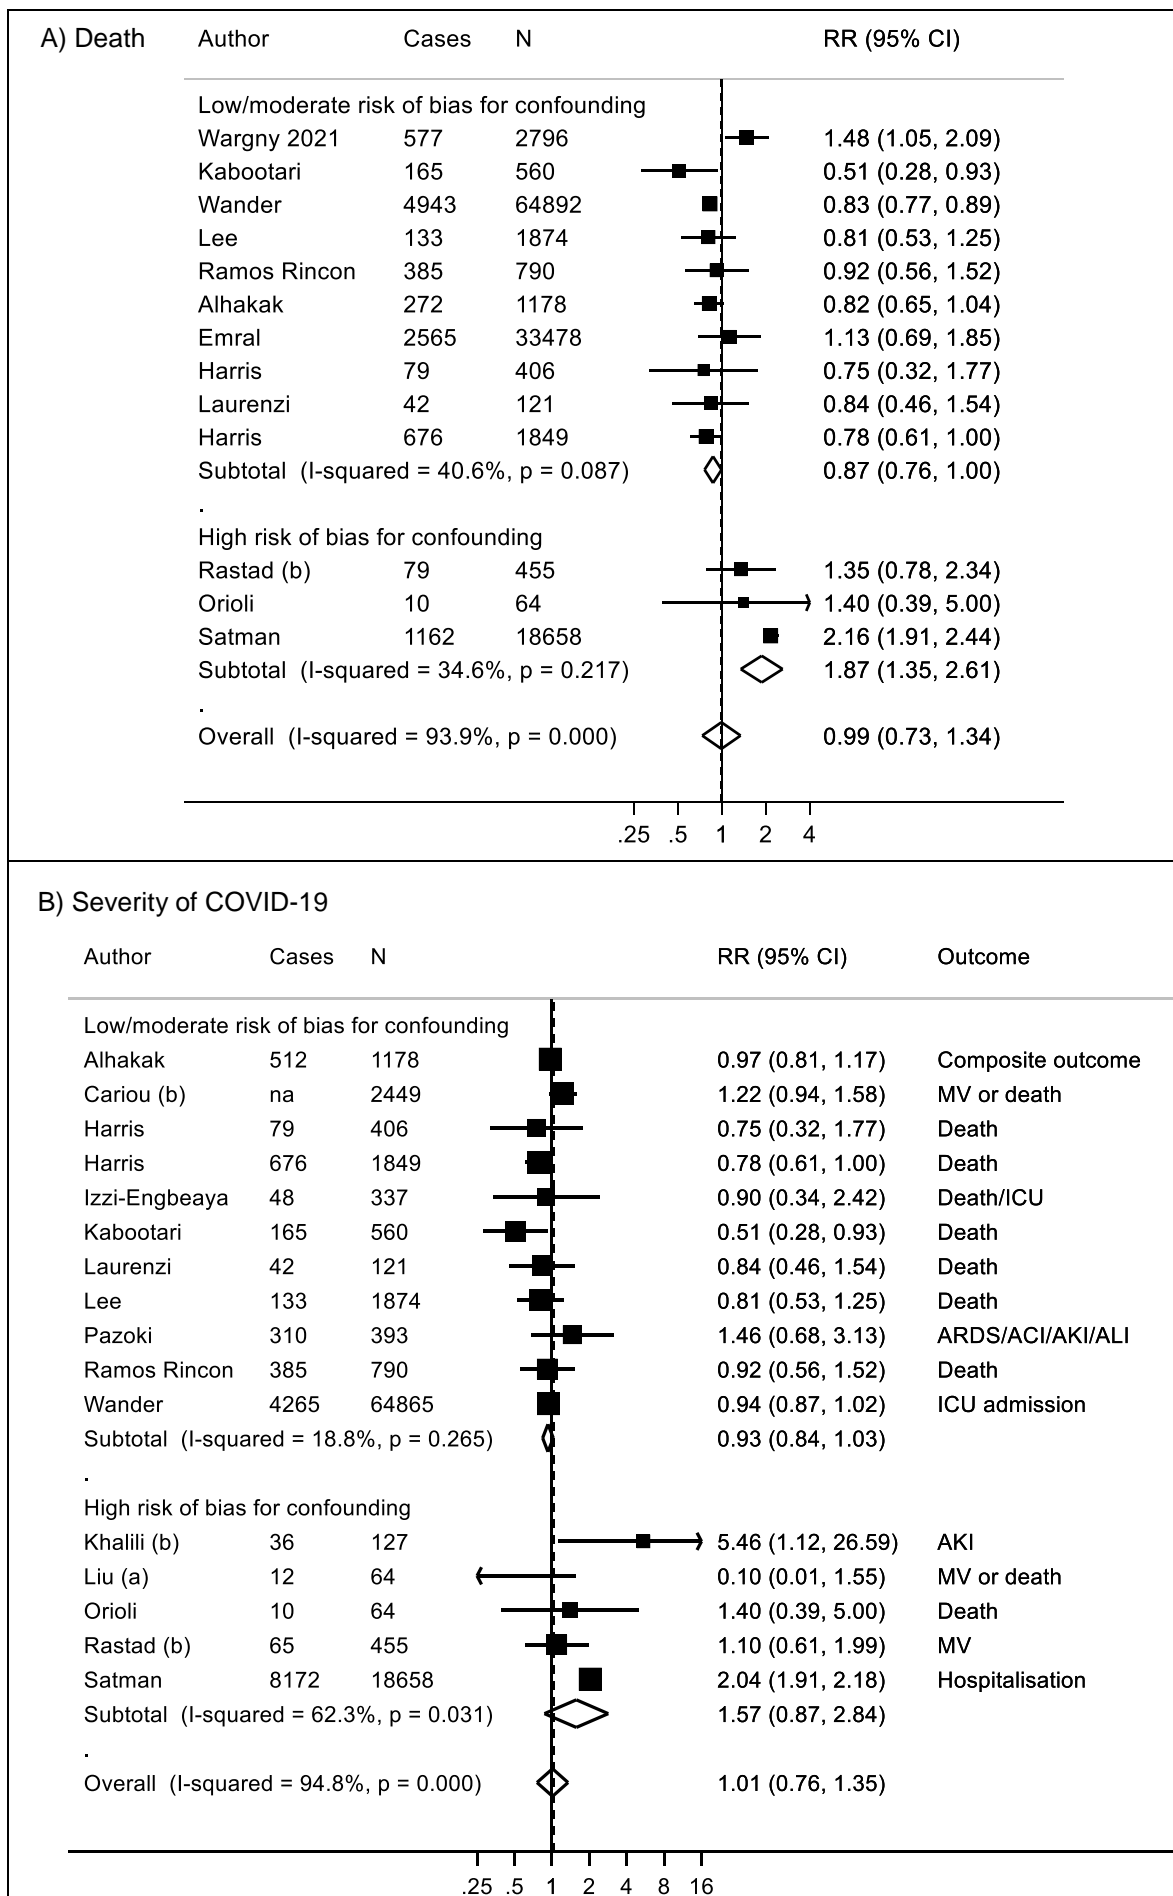 A) Death Author Cases N RR (95% CI)
Low/moderate risk of bias for confounding
Wargny 2021 577 2796 1.48 (1.05, 2.09)
Kabootari 165 560 0.51 (0.28, 0.93)
Wander 4943 64892 0.83 (0.77, 0.89)
Lee 133 1874 0.81 (0.53, 1.25)
Ramos Rincon 385 790 0.92 (0.56, 1.52)
Alhakak 272 1178 0.82 (0.65, 1.04)
Emral 2565 33478 1.13 (0.69, 1.85)
Harris 79 406 0.75 (0.32, 1.77)
Laurenzi 42 121 0.84 (0.46, 1.54)
Harris 676 1849 0.78 (0.61, 1.00)
Subtotal (I-squared = 40.6%, p = 0.087) 0.87 (0.76, 1.00)
.
High risk of bias for confounding
Rastad (b) 79 455 1.35 (0.78, 2.34)
Orioli 10 64 1.40 (0.39, 5.00)
Satman 1162 18658 2.16 (1.91, 2.44)
Subtotal (I-squared = 34.6%, p = 0.217) 1.87 (1.35, 2.61)
.
Overall (I-squared = 93.9%, p = 0.000) 0.99 (0.73, 1.34)
.25 .5 1 2 4
B) Severity of COVID-19
Author Cases N RR (95% CI) Outcome
Low/moderate risk of bias for confounding
Alhakak 512 1178 0.97 (0.81, 1.17) Composite outcome
Cariou (b) na 2449 1.22 (0.94, 1.58) MV or death
Harris 79 406 0.75 (0.32, 1.77) Death
Harris 676 1849 0.78 (0.61, 1.00) Death
Izzi-Engbeaya 48 337 0.90 (0.34, 2.42) Death/ICU
Kabootari 165 560 0.51 (0.28, 0.93) Death
Laurenzi 42 121 0.84 (0.46, 1.54) Death
Lee 133 1874 0.81 (0.53, 1.25) Death
Pazoki 310 393 1.46 (0.68, 3.13) ARDS/ACI/AKI/ALI
Ramos Rincon 385 790 0.92 (0.56, 1.52) Death
Wander 4265 64865 0.94 (0.87, 1.02) ICU admission
Subtotal (I-squared = 18.8%, p = 0.265) 0.93 (0.84, 1.03)
.
High risk of bias for confounding
Khalili (b) 36 127 5.46 (1.12, 26.59) AKI
Liu (a) 12 64 0.10 (0.01, 1.55) MV or death
Orioli 10 64 1.40 (0.39, 5.00) Death
Rastad (b) 65 455 1.10 (0.61, 1.99) MV
Satman 8172 18658 2.04 (1.91, 2.18) Hospitalisation
Subtotal (I-squared = 62.3%, p = 0.031) 1.57 (0.87, 2.84)
.
Overall (I-squared = 94.8%, p = 0.000) 1.01 (0.76, 1.35)
.25 .5 1 2 4 8 16